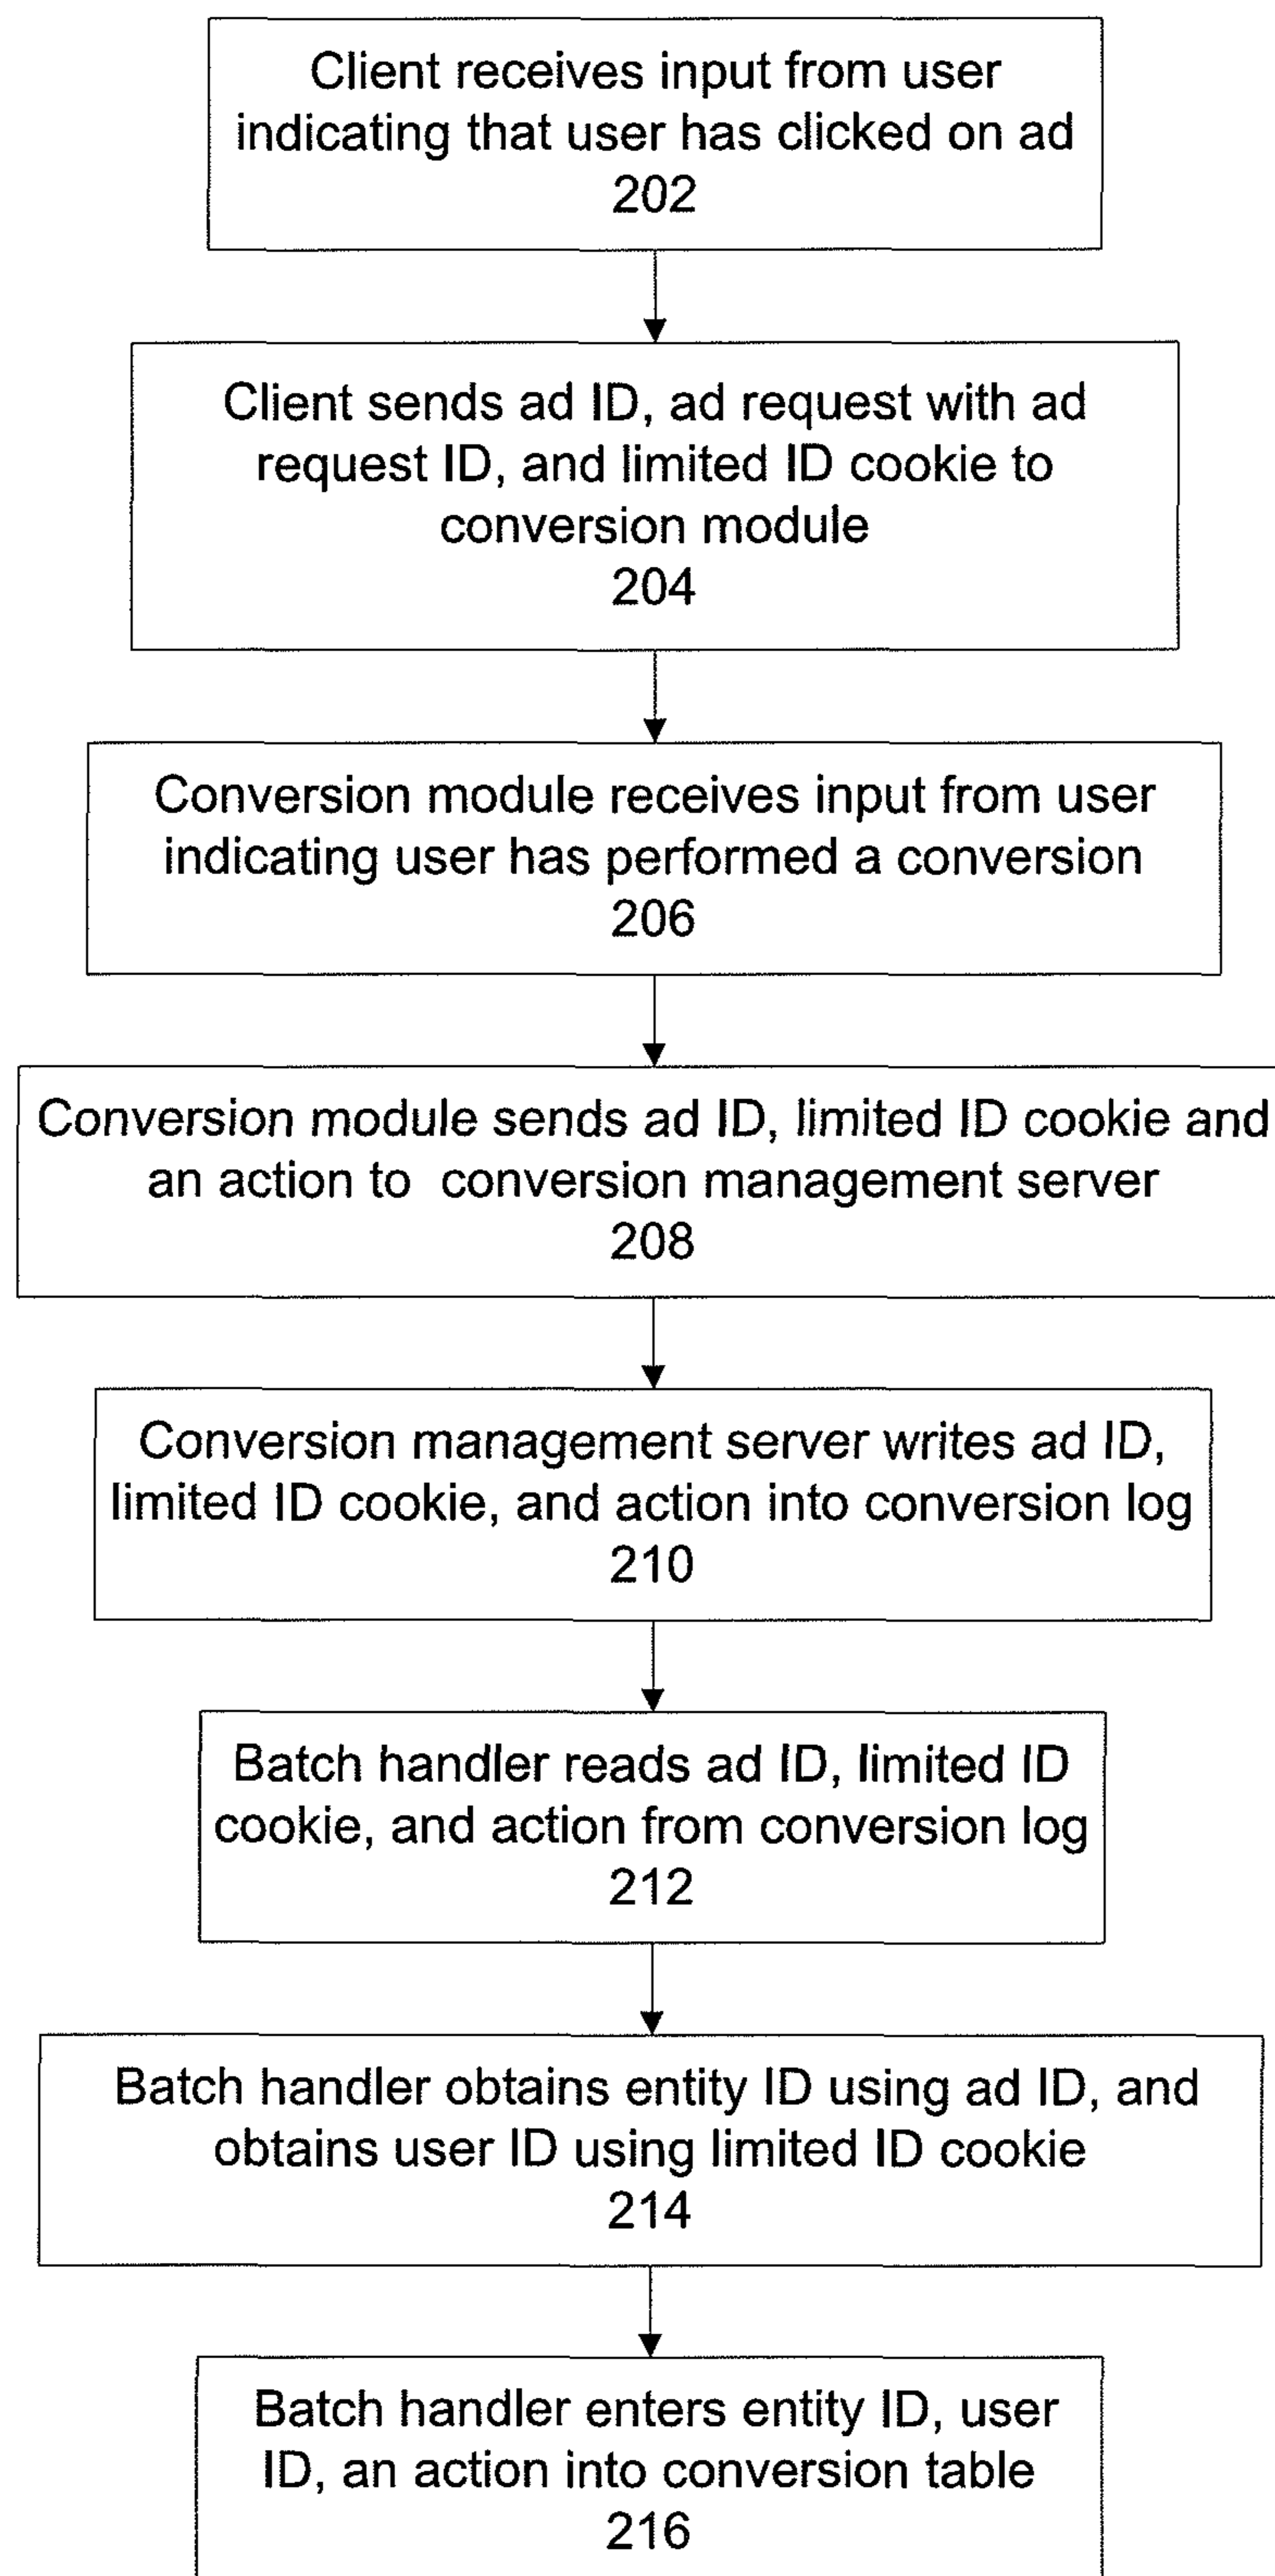 Client receives input from user
indicating that user has clicked on ad
202
Client sends ad ID, ad request with ad
request ID, and limited ID cookie to
conversion module
204
Conversion module receives input from user
indicating user has performed a conversion
206
Conversion module sends ad ID, limited ID cookie and
an action to conversion management server
208
Conversion management server writes ad ID,
limited ID cookie, and action into conversion log
210
Batch handler reads ad ID, limited ID
cookie, and action from conversion log
212
Batch handler obtains entity ID using ad ID, and
obtains user ID using limited ID cookie
214
Batch handler enters entity ID, user
ID, an action into conversion table
216